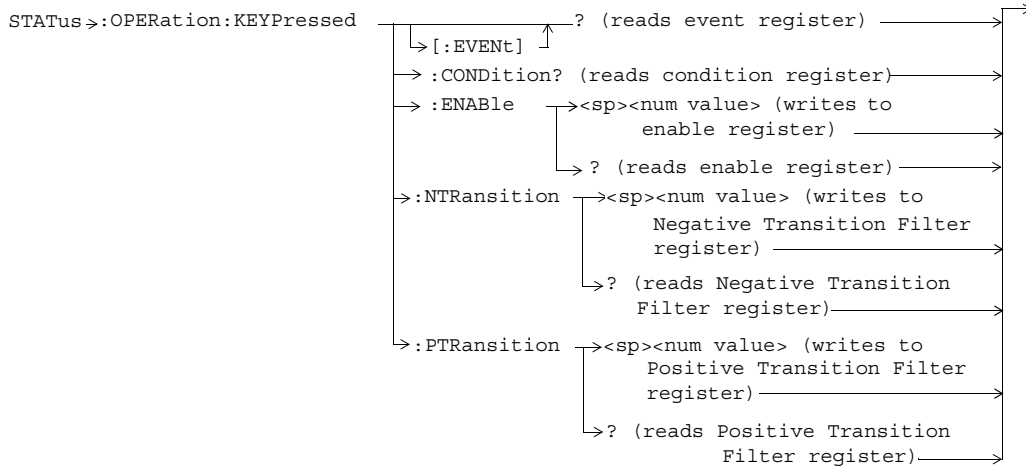 STATus :OPERation:KEYPressed ? (reads event register)
[:EVENt]
:CONDition? (reads condition register)
:ENABle <sp><num value> (writes to
enable register)
? (reads enable register)
:NTRansition <sp><num value> (writes to
Negative Transition Filter
register)
? (reads Negative Transition
Filter register)
:PTRansition <sp><num value> (writes to
Positive Transition Filter
register)
? (reads Positive Transition
Filter register)